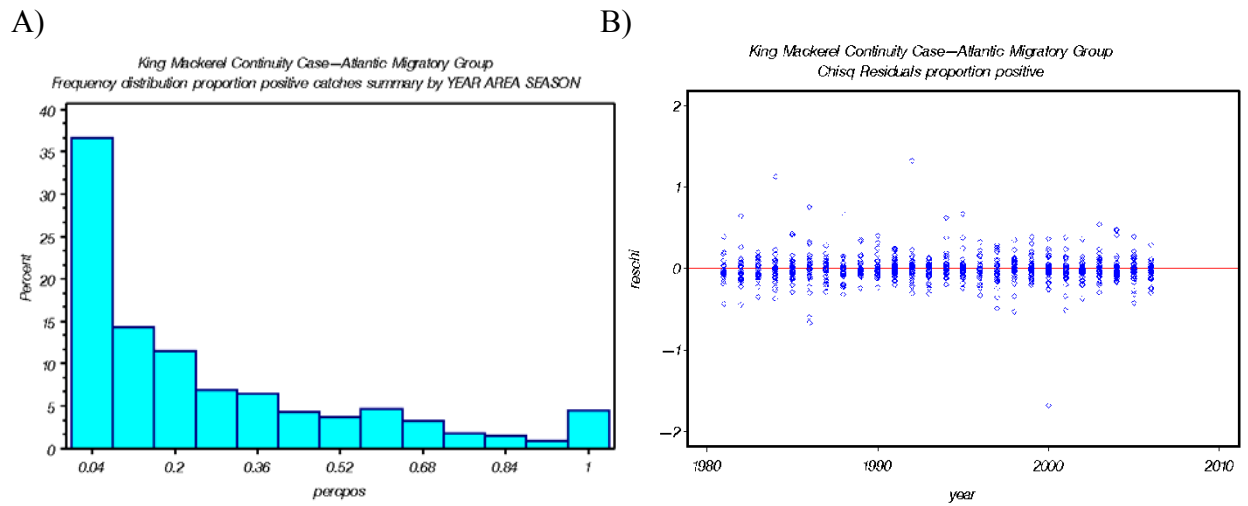 A)
King Mackerel Continuity Case—Atlantic Migratory Group
Frequency distribution proportion positive catches summary by YEAR AREA SEASON
Percent
40
35
30
25
20
15
10
5
0
0.04 0.2 0.36 0.52 0.68 0.84 1
percpos
B)
King Mackerel Continuity Case—Atlantic Migratory Group
Chisq Residuals proportion positive
reschi
2
1
0
−1
−2
1980 1990 2000 2010
year